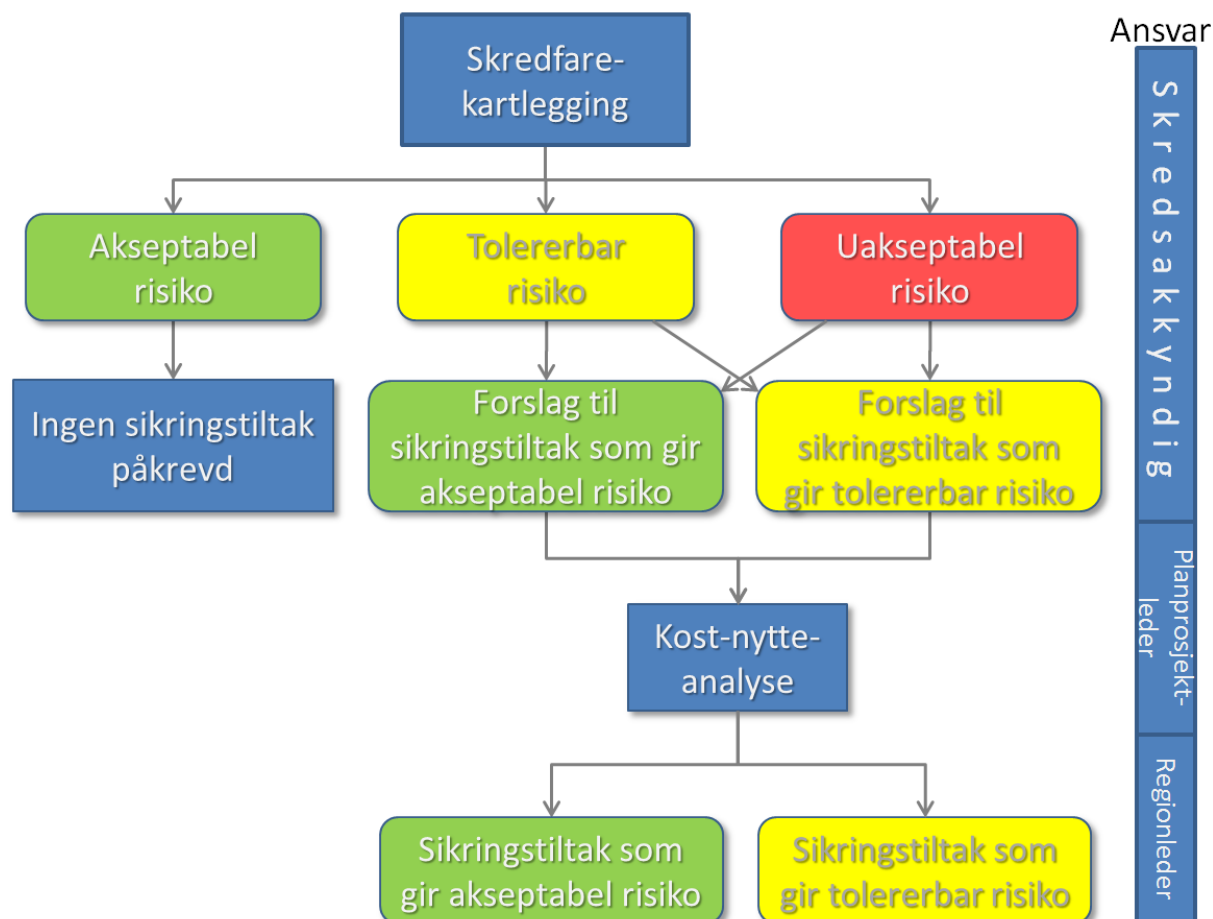 Ansvar
Skredfare-
kartlegging
Akseptabel
risiko
Tolererbar
risiko
Uakseptabel
risiko
Ingen sikringstiltak
påkrevd
Forslag til
sikringstiltak som gir
akseptabel risiko
Forslag til
sikringstiltak som
gir tolererbar risiko
Kost-nytte-
analyse
Sikringstiltak som
gir akseptabel risiko
Sikringstiltak som
gir tolererbar risiko
Skredsakkyndig
Planprosjekt-
leder
Regionleder